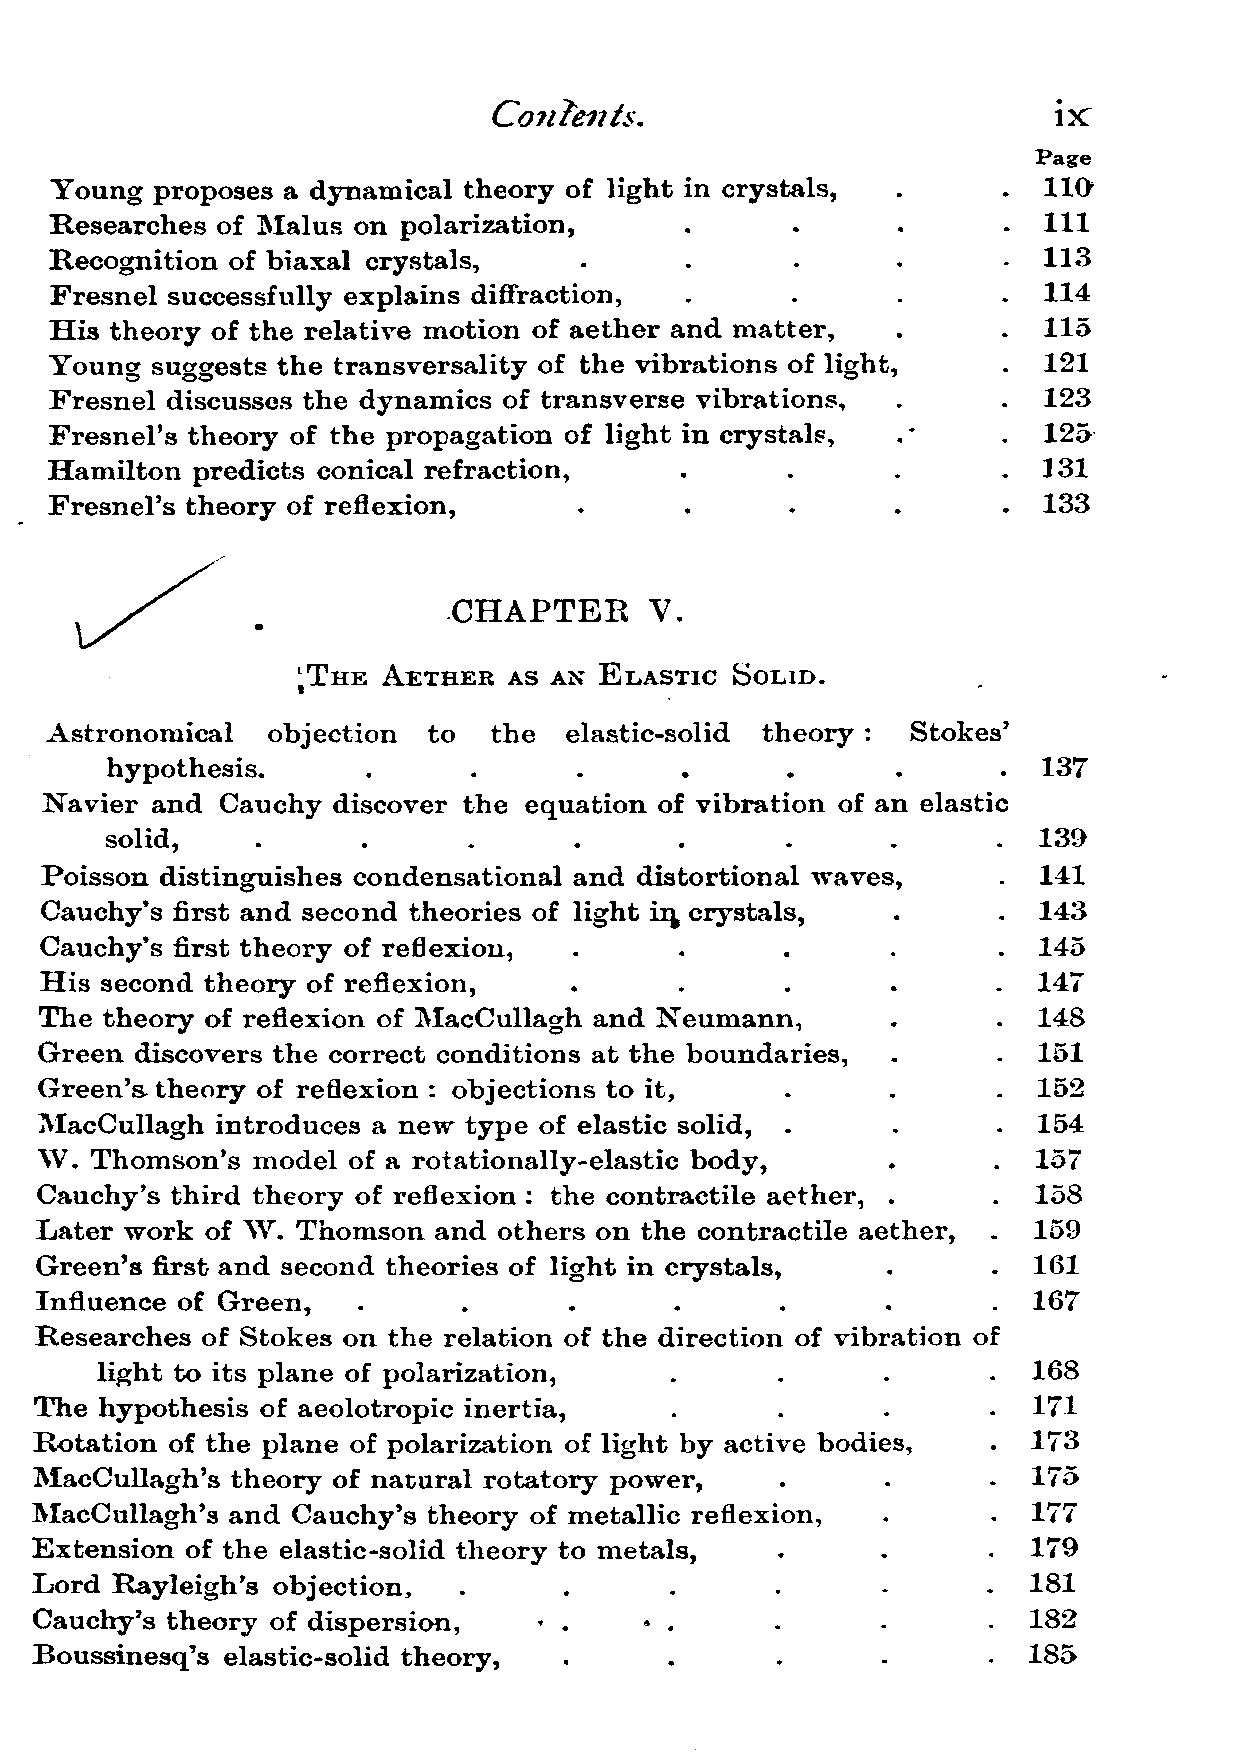 Contents. ix
Page
Young proposes a dynamical theory of light in crystals, . . 110
Researches of Malus on polarization, . . . . 111
Recognition of biaxal crystals, . . . . . 113
Fresnel successfully explains diffraction, . . . . 114
His theory of the relative motion of aether and matter, . . 115
Young suggests the transversality of the vibrations of light, . 121
Fresnel discusses the dynamics of transverse vibrations, . . 123
Fresnel's theory of the propagation of light in crystals, . . 125
Hamilton predicts conical refraction, . . . . 131
Fresnel's theory of reflexion, . . . . . 133
CHAPTER V.
THE AETHER AS AN ELASTIC SOLID.
Astronomical objection to the elastic-solid theory : Stokes'
hypothesis. . . . . . . . 137
Navier and Cauchy discover the equation of vibration of an elastic
solid, . . . . . . . . 139
Poisson distinguishes condensational and distortional waves, . 141
Cauchy's first and second theories of light in crystals, . . 143
Cauchy's first theory of reflexion, . . . . . 145
His second theory of reflexion, . . . . . 147
The theory of reflexion of MacCullagh and Neumann, . . 148
Green discovers the correct conditions at the boundaries, . . 151
Green's theory of reflexion : objections to it, . . . 152
MacCullagh introduces a new type of elastic solid, . . . 154
W. Thomson's model of a rotationally-elastic body, . . 157
Cauchy's third theory of reflexion : the contractile aether, . . 158
Later work of W. Thomson and others on the contractile aether, . 159
Green's first and second theories of light in crystals, . . 161
Influence of Green, . . . . . . . 167
Researches of Stokes on the relation of the direction of vibration of
light to its plane of polarization, . . . . 168
The hypothesis of aeolotropic inertia, . . . . 171
Rotation of the plane of polarization of light by active bodies, . 173
MacCullagh's theory of natural rotatory power, . . . 175
MacCullagh's and Cauchy's theory of metallic reflexion, . . 177
Extension of the elastic-solid theory to metals, . . . 179
Lord Rayleigh's objection, . . . . . . 181
Cauchy's theory of dispersion, . . . . . 182
Boussinesq's elastic-solid theory, . . . . . 185